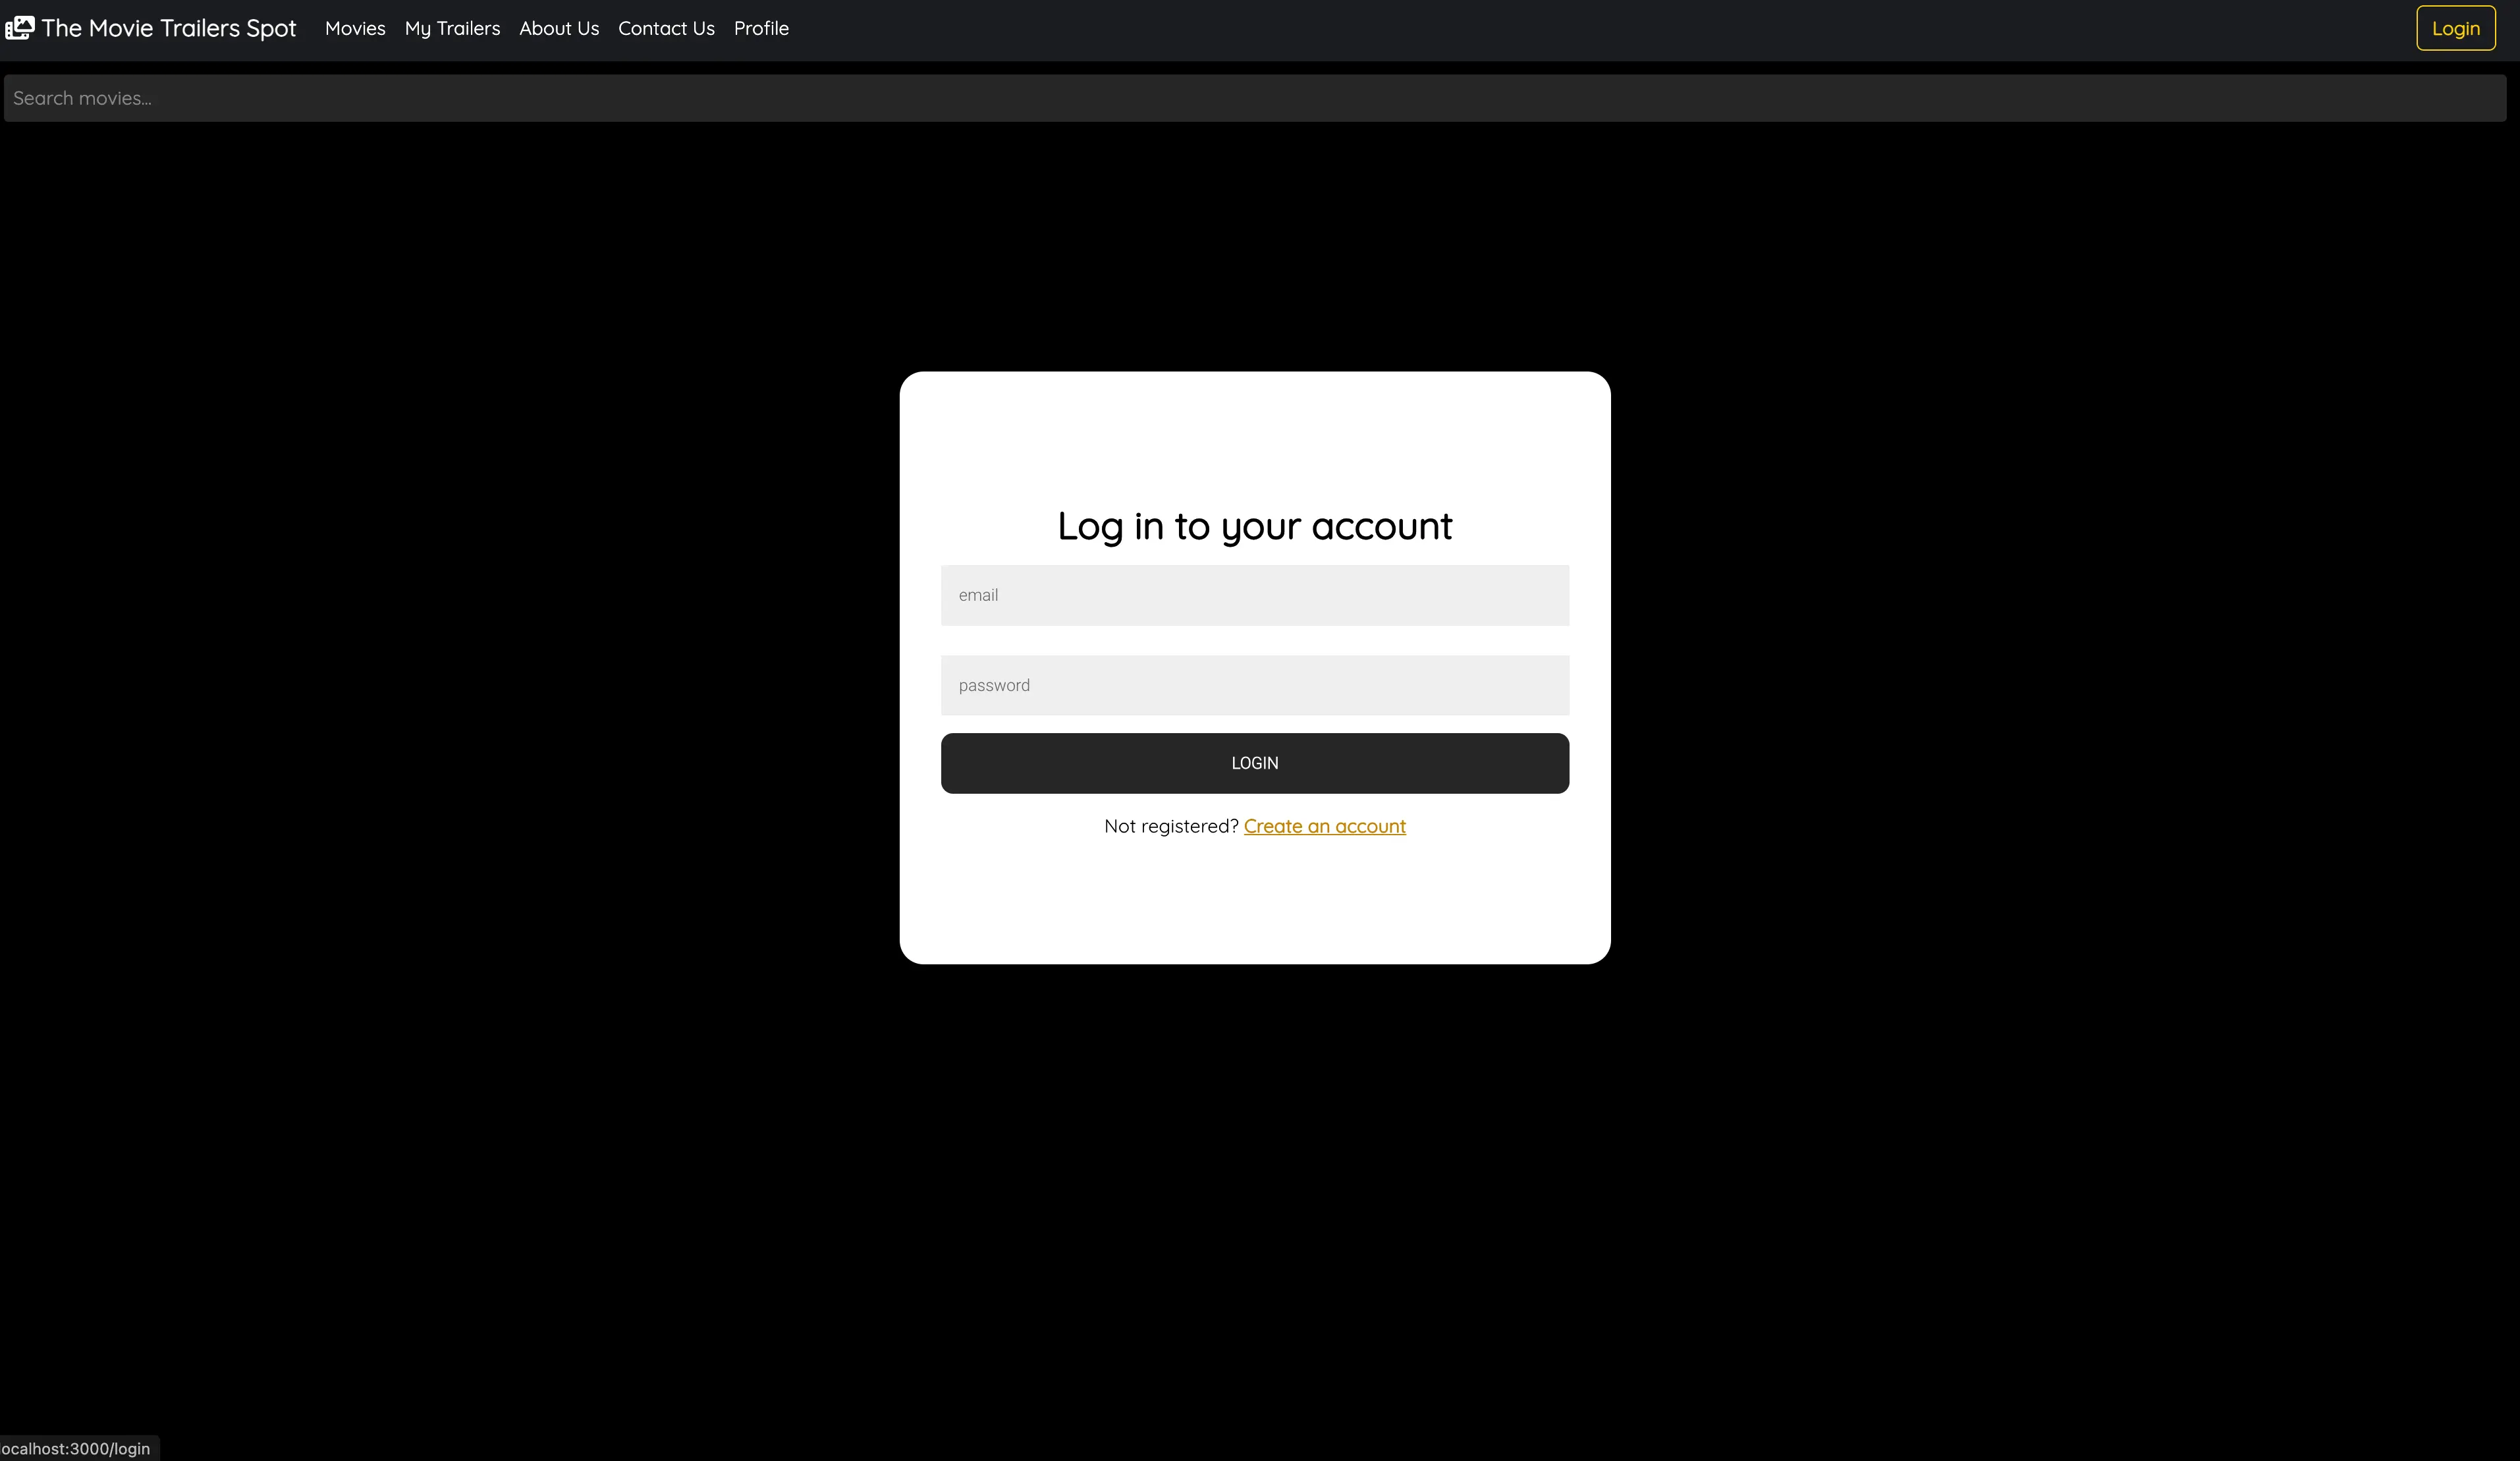 The Movie Trailers Spot Movies My Trailers About Us Contact Us Profile Login
Search movies...
Log in to your account
email
password
LOGIN
Not registered? Create an account
localhost:3000/login